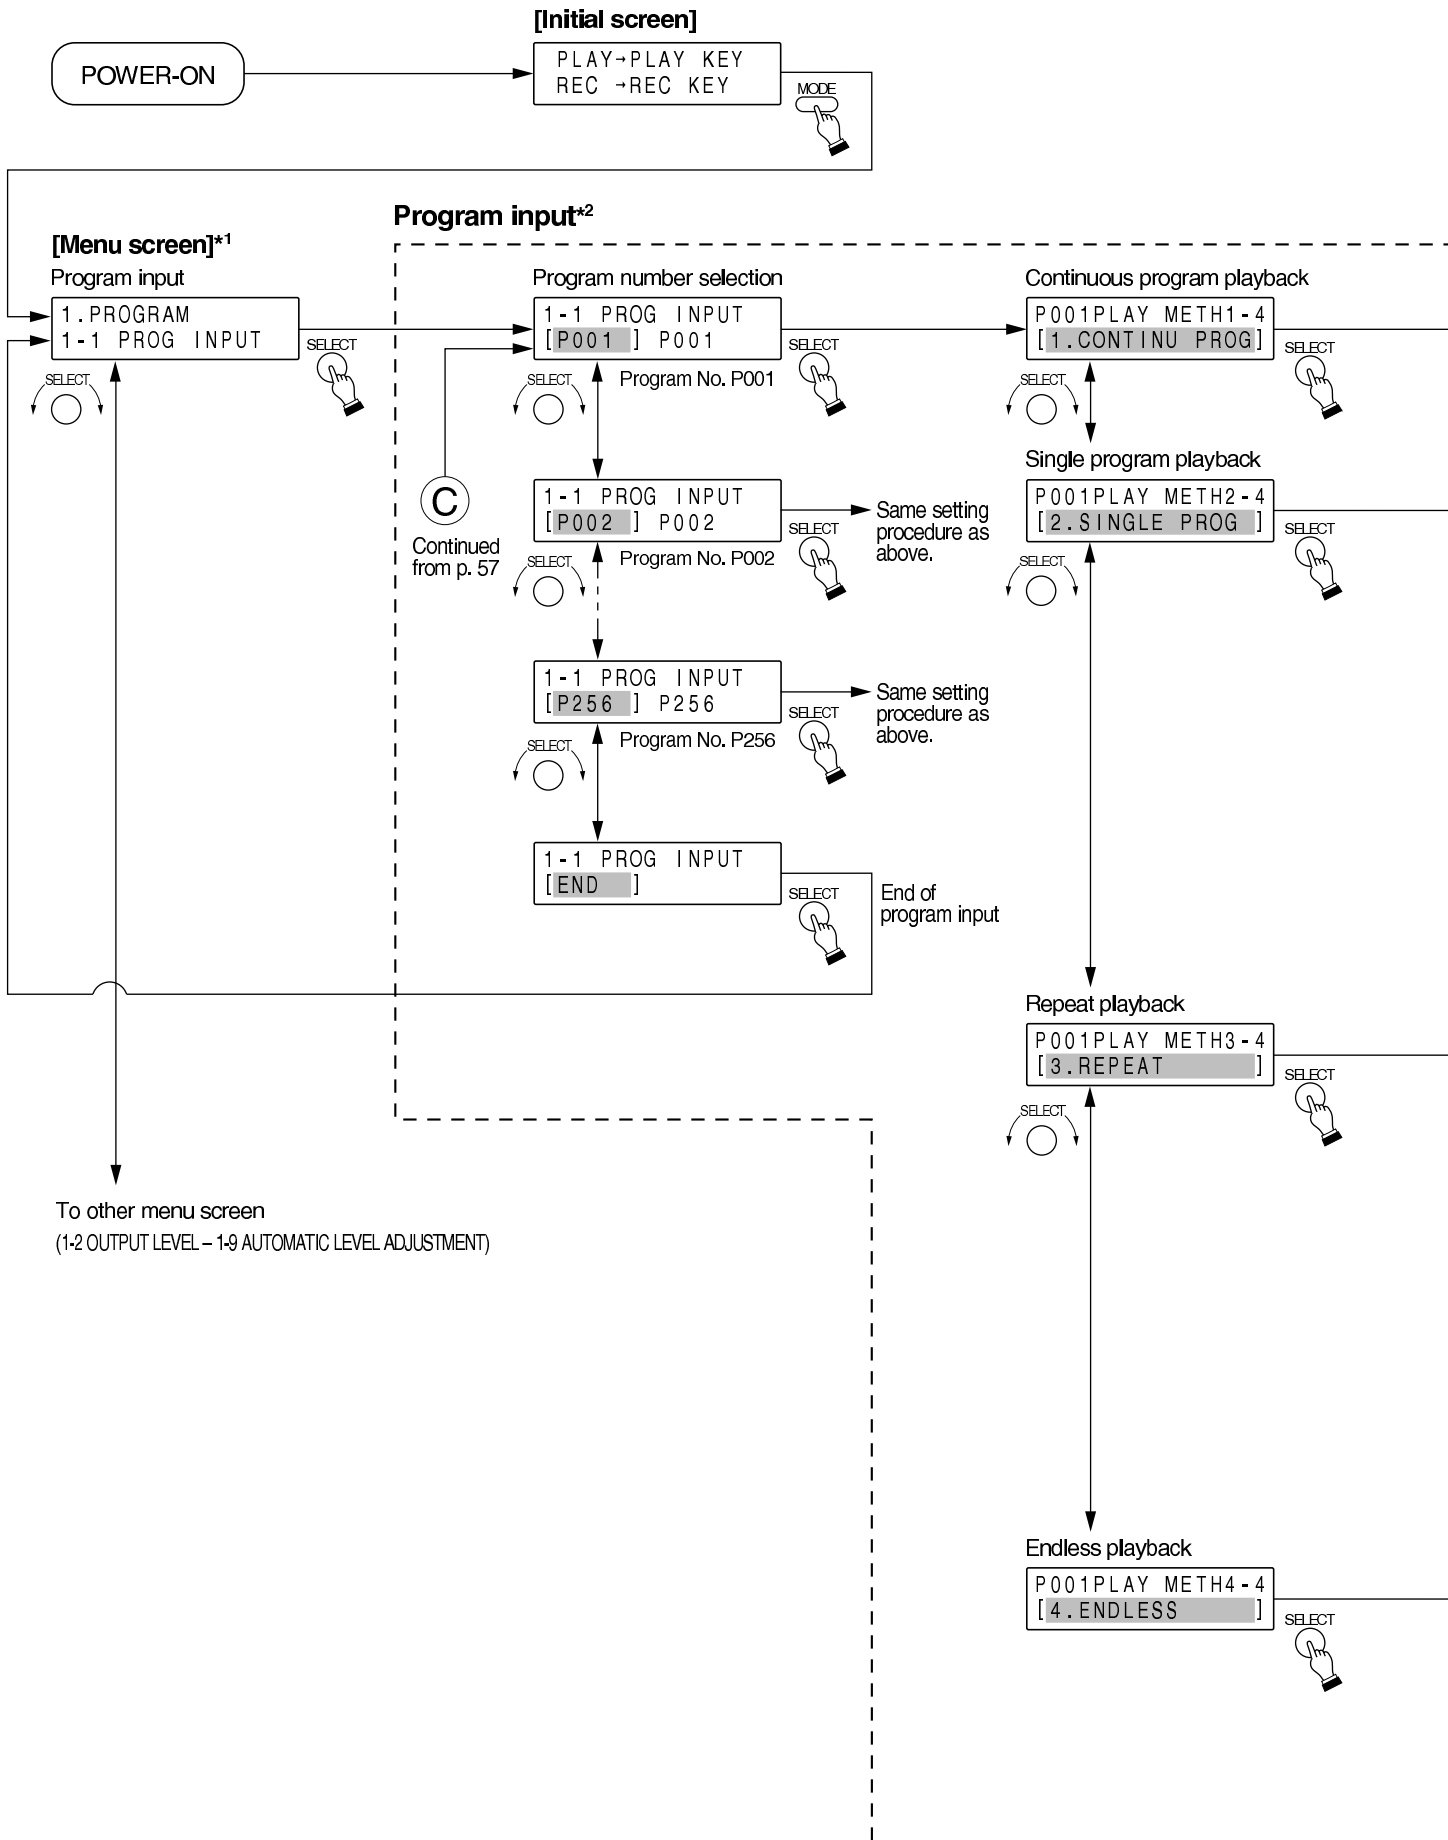 [Initial screen]
POWER-ON
PLAY→PLAY KEY
REC →REC KEY
MODE
Program input*2
[Menu screen]*1
Program input
1.PROGRAM
1-1 PROG INPUT
SELECT
SELECT
Program number selection
1-1 PROG INPUT
[P001 ] P001
SELECT
SELECT
Program No. P001
C
Continued
from p. 57
1-1 PROG INPUT
[P002 ] P002
SELECT
SELECT
Program No. P002
Same setting
procedure as
above.
1-1 PROG INPUT
[P256 ] P256
SELECT
SELECT
Program No. P256
Same setting
procedure as
above.
1-1 PROG INPUT
[END ]
SELECT
End of
program input
Continuous program playback
P001PLAY METH1-4
[1.CONTINU PROG]
SELECT
SELECT
Single program playback
P001PLAY METH2-4
[2.SINGLE PROG ]
SELECT
SELECT
Repeat playback
P001PLAY METH3-4
[3.REPEAT ]
SELECT
SELECT
Endless playback
P001PLAY METH4-4
[4.ENDLESS ]
SELECT
To other menu screen
(1-2 OUTPUT LEVEL – 1-9 AUTOMATIC LEVEL ADJUSTMENT)